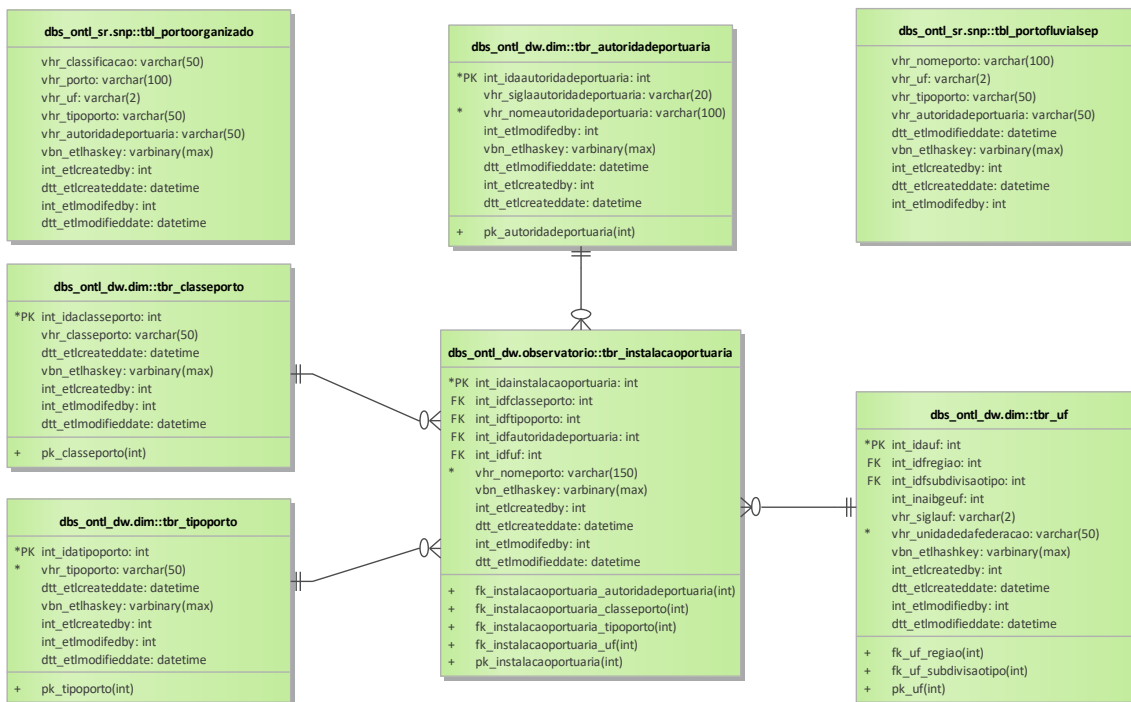 dbs_ontl_sr.snp::tbl_portoorganizado
vhr_classificacao: varchar(50)
vhr_porto: varchar(100)
vhr_uf: varchar(2)
vhr_tipoporto: varchar(50)
vhr_autoridadeportuaria: varchar(50)
vbn_etlhaskey: varbinary(max)
int_etlcreatedby: int
dtt_etlcreateddate: datetime
int_etlmodifedby: int
dtt_etlmodifieddate: datetime
dbs_ontl_dw.dim::tbr_autoridadeportuaria
*PK int_idaautoridadeportuaria: int
vhr_siglaautoridadeportuaria: varchar(20)
* vhr_nomeautoridadeportuaria: varchar(100)
int_etlmodifedby: int
vbn_etlhaskey: varbinary(max)
dtt_etlmodifieddate: datetime
int_etlcreatedby: int
dtt_etlcreateddate: datetime
+ pk_autoridadeportuaria(int)
dbs_ontl_sr.snp::tbl_portofluvialsep
vhr_nomeporto: varchar(100)
vhr_uf: varchar(2)
vhr_tipoporto: varchar(50)
vhr_autoridadeportuaria: varchar(50)
dtt_etlmodifieddate: datetime
vbn_etlhaskey: varbinary(max)
int_etlcreatedby: int
dtt_etlcreateddate: datetime
int_etlmodifedby: int
dbs_ontl_dw.dim::tbr_classeporto
*PK int_idaclasseporto: int
vhr_classeporto: varchar(50)
dtt_etlcreateddate: datetime
vbn_etlhaskey: varbinary(max)
int_etlcreatedby: int
int_etlmodifedby: int
dtt_etlmodifieddate: datetime
+ pk_classeporto(int)
dbs_ontl_dw.observatorio::tbr_instalacaoportuaria
*PK int_idainstalacaoportuaria: int
FK int_idfclasseporto: int
FK int_idftipoporto: int
FK int_idfautoridadeportuaria: int
FK int_idfuf: int
* vhr_nomeporto: varchar(150)
vbn_etlhaskey: varbinary(max)
int_etlcreatedby: int
dtt_etlcreateddate: datetime
int_etlmodifedby: int
dtt_etlmodifieddate: datetime
+ fk_instalacaoportuaria_autoridadeportuaria(int)
+ fk_instalacaoportuaria_classeporto(int)
+ fk_instalacaoportuaria_tipoporto(int)
+ fk_instalacaoportuaria_uf(int)
+ pk_instalacaoportuaria(int)
dbs_ontl_dw.dim::tbr_uf
*PK int_idauf: int
FK int_idfregiao: int
FK int_idfsubdivisaotipo: int
int_inaibgeuf: int
vhr_siglauf: varchar(2)
* vhr_unidadedafederacao: varchar(50)
vbn_etlhashkey: varbinary(max)
int_etlcreatedby: int
dtt_etlcreateddate: datetime
int_etlmodifiedby: int
dtt_etlmodifieddate: datetime
+ fk_uf_regiao(int)
+ fk_uf_subdivisaotipo(int)
+ pk_uf(int)
dbs_ontl_dw.dim::tbr_tipoporto
*PK int_idatipoporto: int
* vhr_tipoporto: varchar(50)
dtt_etlcreateddate: datetime
vbn_etlhaskey: varbinary(max)
int_etlcreatedby: int
int_etlmodifedby: int
dtt_etlmodifieddate: datetime
+ pk_tipoporto(int)